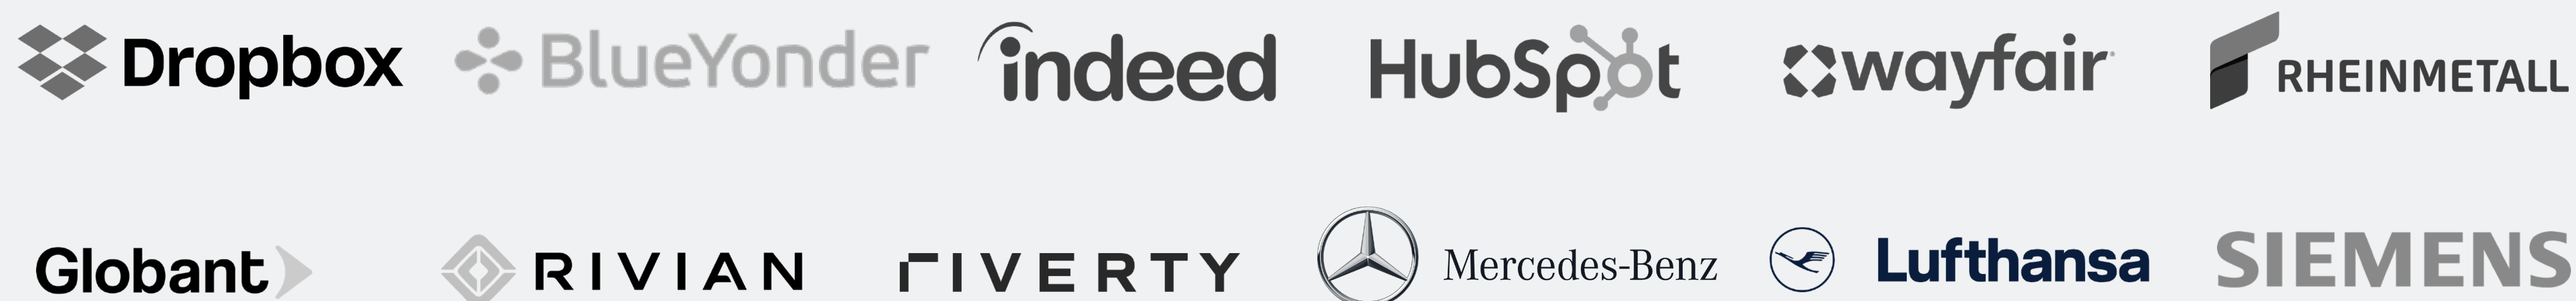 Dropbox BlueYonder indeed HubSpot wayfair RHEINMETALL
Globant RIVIAN rIVERTY Mercedes-Benz Lufthansa SIEMENS